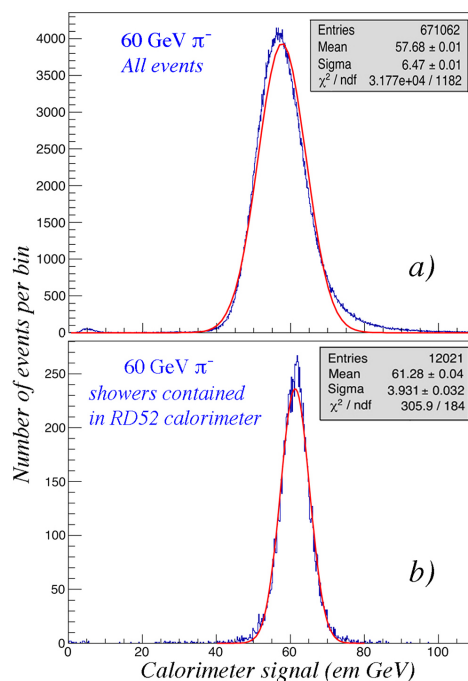 60 GeV π⁻
All events
Entries 671062
Mean 57.68 ± 0.01
Sigma 6.47 ± 0.01
χ² / ndf 3.177e+04 / 1182
4000
3500
3000
2500
2000
1500
1000
500
0
a)
Number of events per bin
60 GeV π⁻
showers contained
in RD52 calorimeter
Entries 12021
Mean 61.28 ± 0.04
Sigma 3.931 ± 0.032
χ² / ndf 305.9 / 184
250
200
150
100
50
0
b)
0 20 40 60 80 100
Calorimeter signal (em GeV)